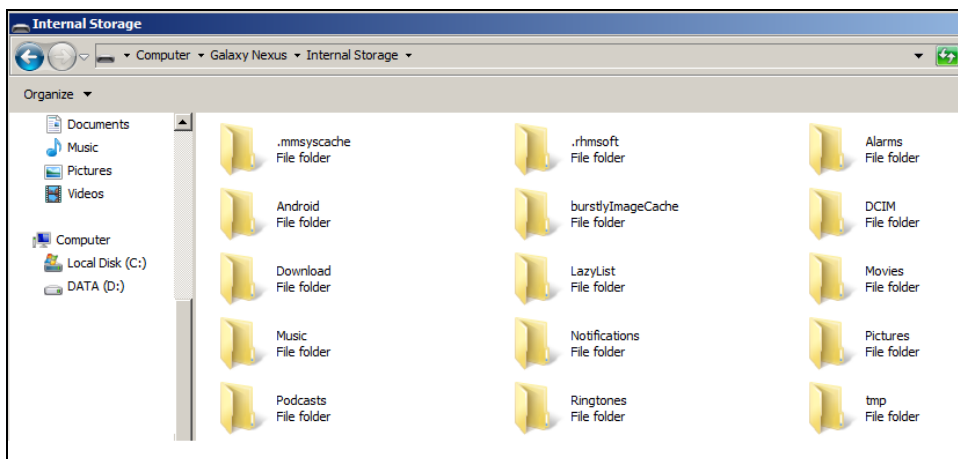 Internal Storage
Computer Galaxy Nexus Internal Storage
Organize
Documents
Music
Pictures
Videos
Computer
Local Disk (C:)
DATA (D:)
.mmsyscache
File folder
.rhmsoft
File folder
Alarms
File folder
Android
File folder
burstlyImageCache
File folder
DCIM
File folder
Download
File folder
LazyList
File folder
Movies
File folder
Music
File folder
Notifications
File folder
Pictures
File folder
Podcasts
File folder
Ringtones
File folder
tmp
File folder